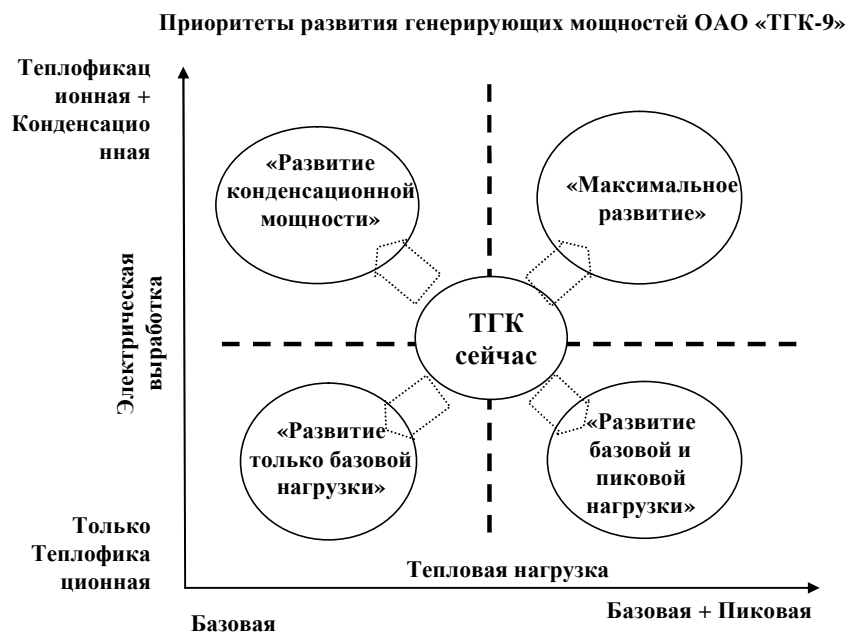 Приоритеты развития генерирующих мощностей ОАО «ТГК-9»
Теплофикац
ионная +
Конденсацио
нная
«Развитие
конденсационной
мощности»
«Максимальное
развитие»
Электрическая
выработка
ТГК
сейчас
«Развитие
только базовой
нагрузки»
«Развитие
базовой и
пиковой
нагрузки»
Только
Теплофика
ционная
Тепловая нагрузка
Базовая
Базовая + Пиковая